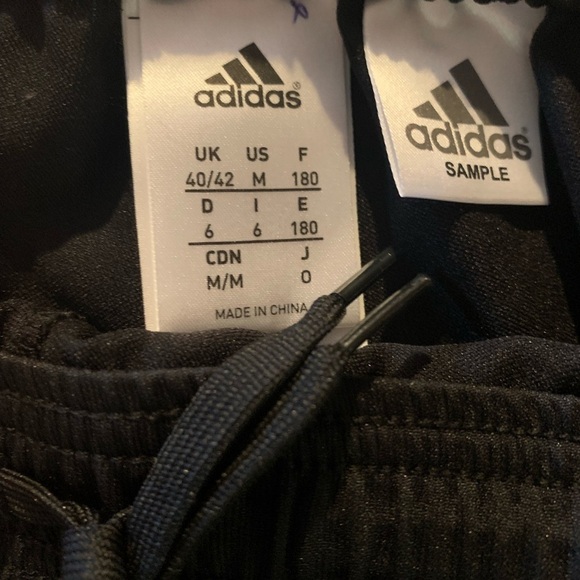 adidas®
UK US F
40/42 M 180
D I E
6 6 180
CDN J
M/M O
MADE IN CHINA
adidas
SAMPLE